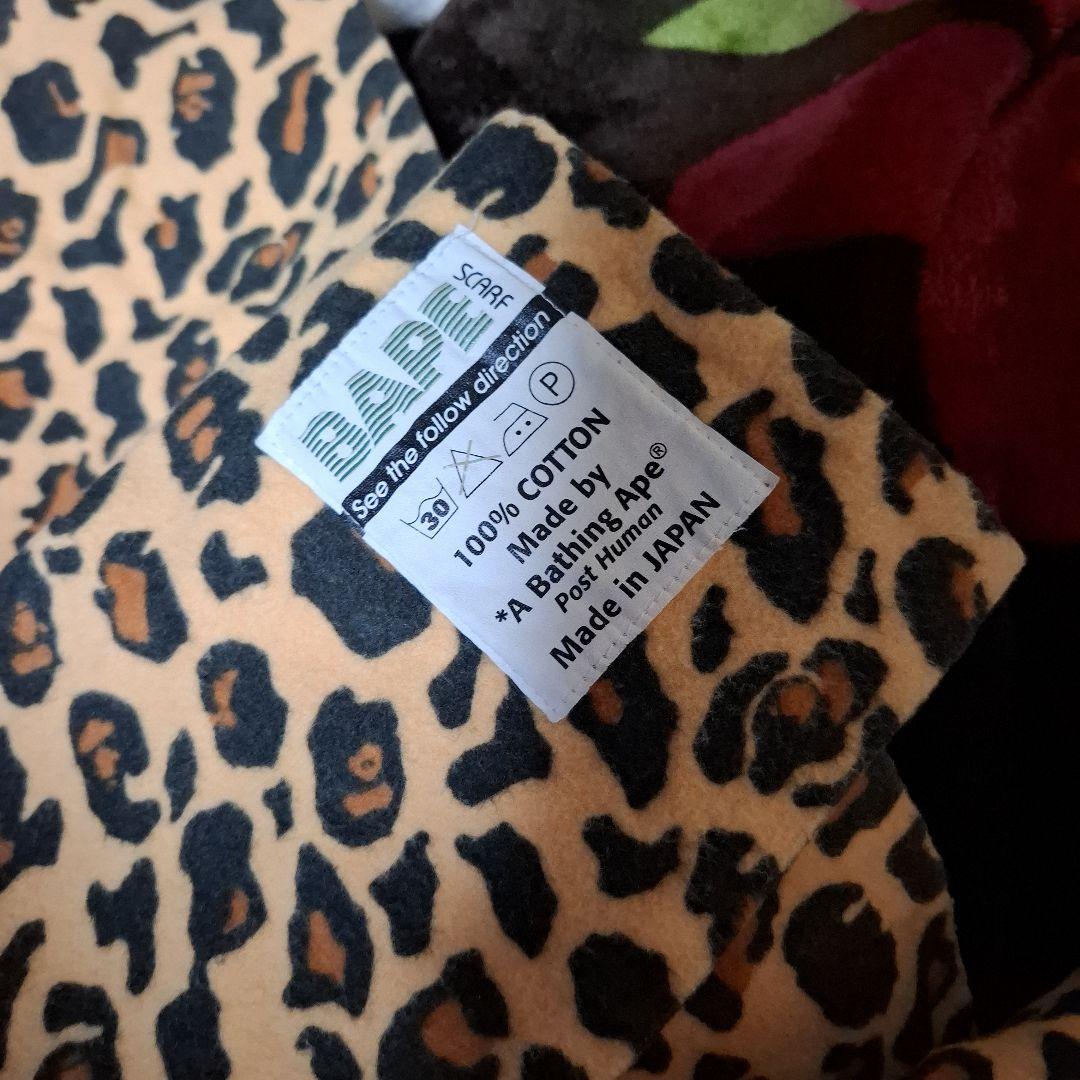 SCARF
BAPE
See the follow direction
30 P
100% COTTON
Made by
*A Bathing Ape®
Post Human
Made in JAPAN